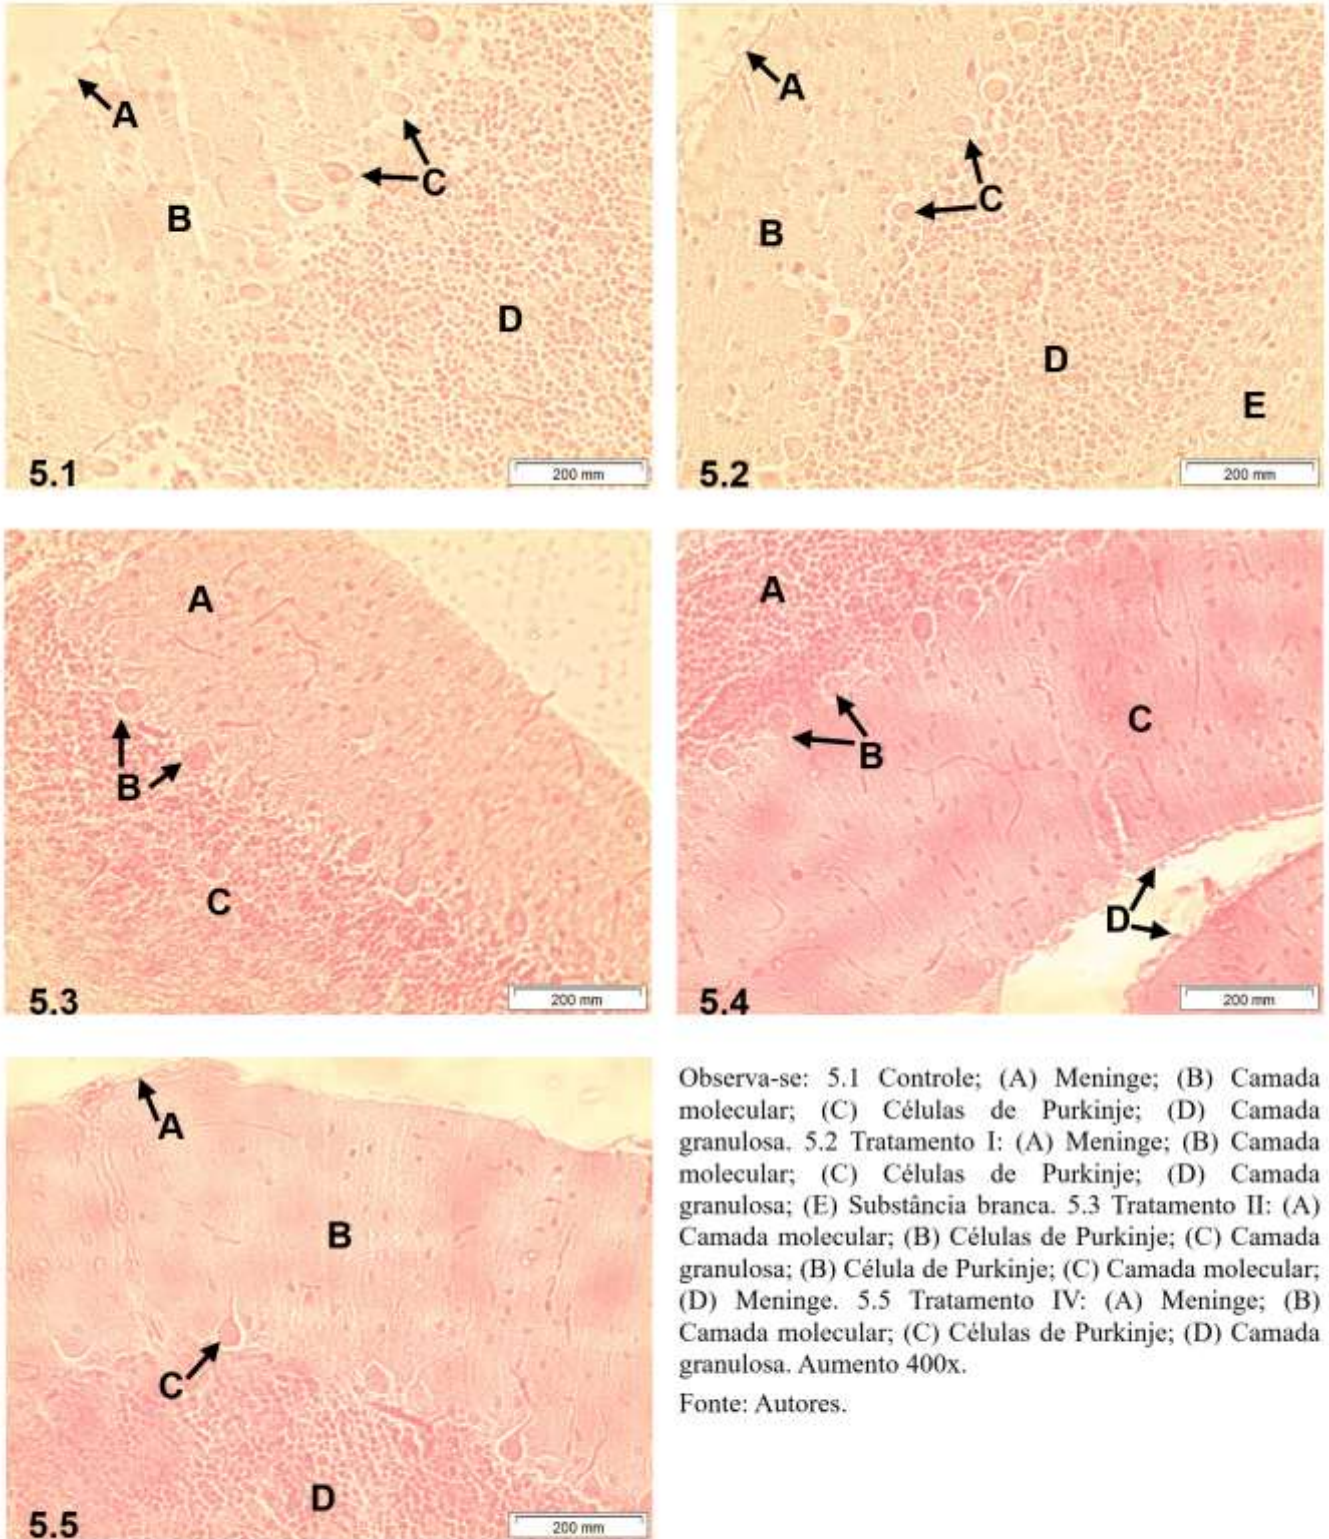 A
B
C
D
5.1
200 mm
A
B
C
D
E
5.2
200 mm
A
B
C
5.3
200 mm
A
B
C
D
5.4
200 mm
A
B
C
D
5.5
200 mm
Observa-se: 5.1 Controle; (A) Meninge; (B) Camada
molecular; (C) Células de Purkinje; (D) Camada
granulosa. 5.2 Tratamento I: (A) Meninge; (B) Camada
molecular; (C) Células de Purkinje; (D) Camada
granulosa; (E) Substância branca. 5.3 Tratamento II: (A)
Camada molecular; (B) Células de Purkinje; (C) Camada
granulosa; (B) Célula de Purkinje; (C) Camada molecular;
(D) Meninge. 5.5 Tratamento IV: (A) Meninge; (B)
Camada molecular; (C) Células de Purkinje; (D) Camada
granulosa. Aumento 400x.
Fonte: Autores.